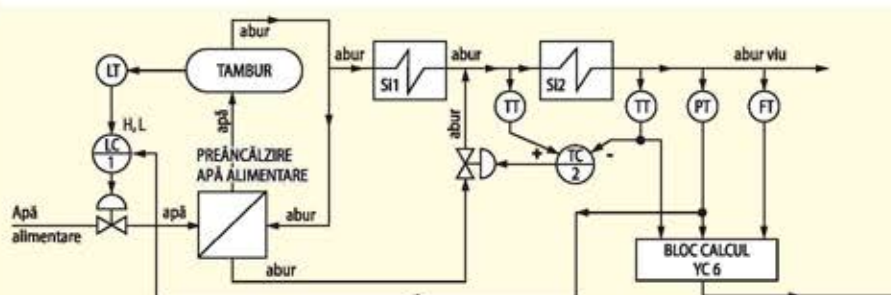 abur
LT
TAMBUR
abur
SI1
abur
SI2
abur viu
TT
TT
PT
FT
H, L
LC
1
apă
abur
PREÂNCĂLZIRE
APĂ ALIMENTARE
+
TC
2
-
Apă
alimentare
apă
abur
abur
BLOC CALCUL
YC 6